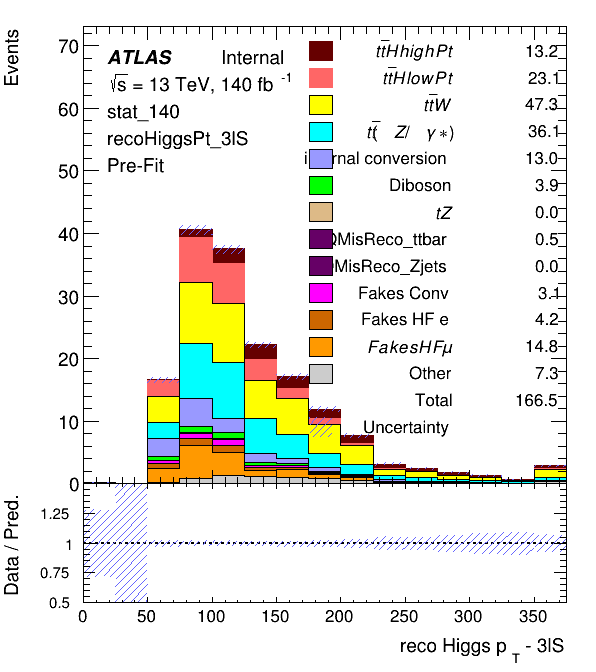 Events
70
60
50
40
30
20
10
0
ATLAS Internal
√s = 13 TeV, 140 fb⁻¹
stat_140
recoHiggsPt_3lS
Pre-Fit
tt̄HhighPt 13.2
tt̄HlowPt 23.1
tt̄W 47.3
tt̄( Z/ γ∗) 36.1
conversion 13.0
Diboson 3.9
tZ 0.0
QMisReco_ttbar 0.5
QMisReco_Zjets 0.0
Fakes Conv 3.1
Fakes HF e 4.2
FakesHFμ 14.8
Other 7.3
Total 166.5
Uncertainty
Data / Pred.
1.25
1
0.75
0.5
0 50 100 150 200 250 300 350
reco Higgs p_T - 3lS